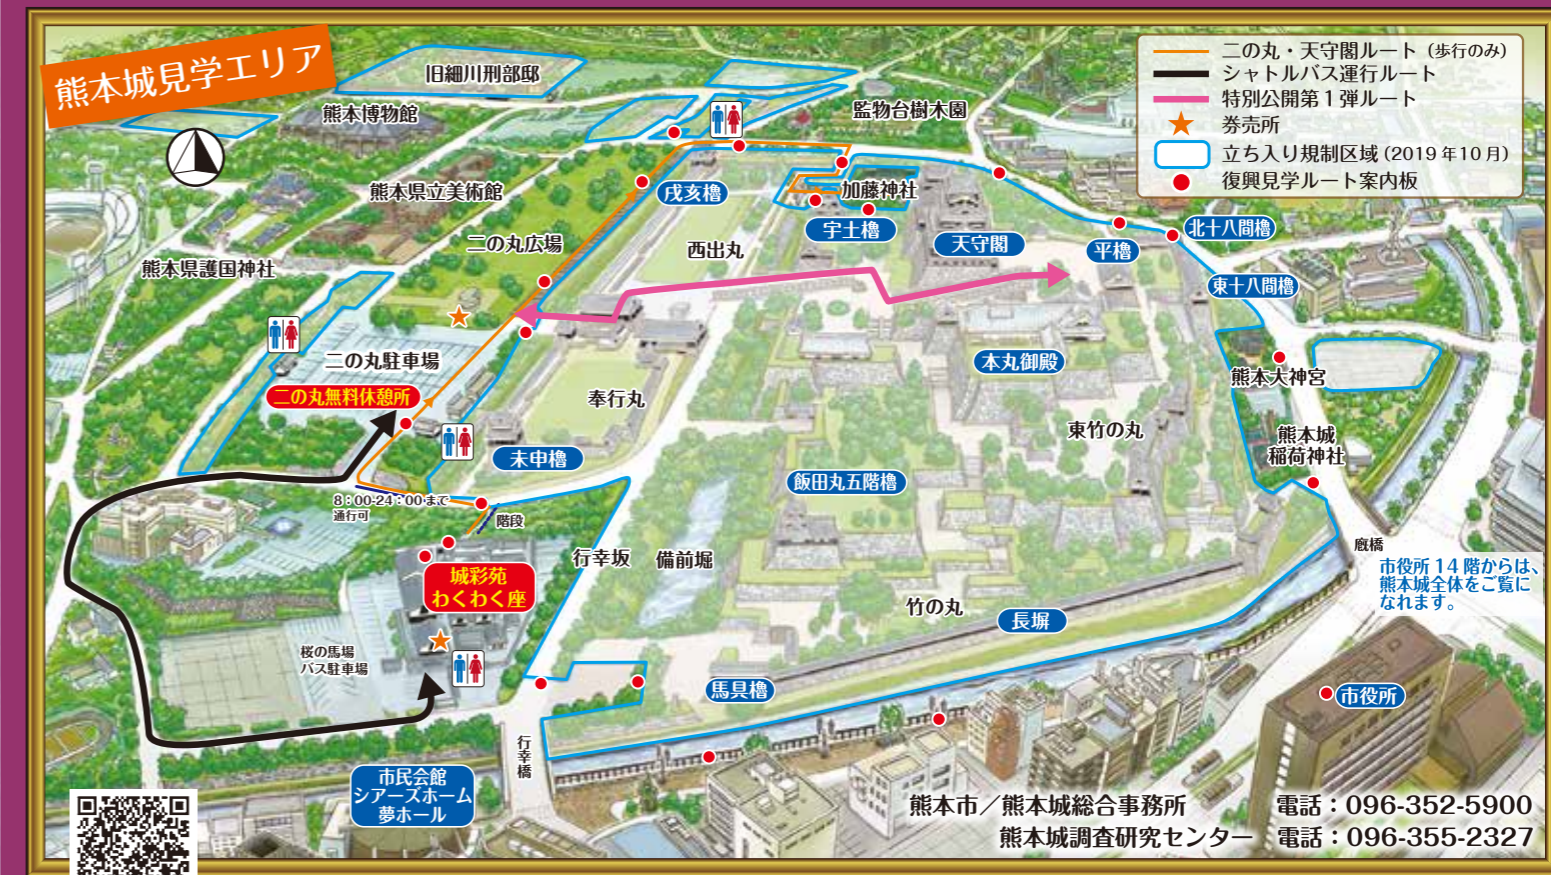 熊本城見学エリア
二の丸・天守閣ルート (歩行のみ)
シャトルバス運行ルート
特別公開第1弾ルート
券売所
立ち入り規制区域 (2019年10月)
復興見学ルート案内板
旧細川刑部邸
熊本博物館
監物台樹木園
熊本県立美術館
戌亥櫓
加藤神社
宇土櫓
二の丸広場
西出丸
天守閣
平櫓
北十八間櫓
熊本県護国神社
東十八間櫓
二の丸駐車場
本丸御殿
熊本大神宮
二の丸無料休憩所
奉行丸
東竹の丸
熊本城
稲荷神社
未申櫓
飯田丸五階櫓
8:00-24:00まで
通行可
階段
行幸坂
備前堀
厩橋
市役所14階からは、
熊本城全体をご覧に
なれます。
城彩苑
わくわく座
竹の丸
長塀
桜の馬場
バス駐車場
馬具櫓
市役所
行幸橋
市民会館
シアーズホーム
夢ホール
熊本市／熊本城総合事務所 電話：096-352-5900
熊本城調査研究センター 電話：096-355-2327